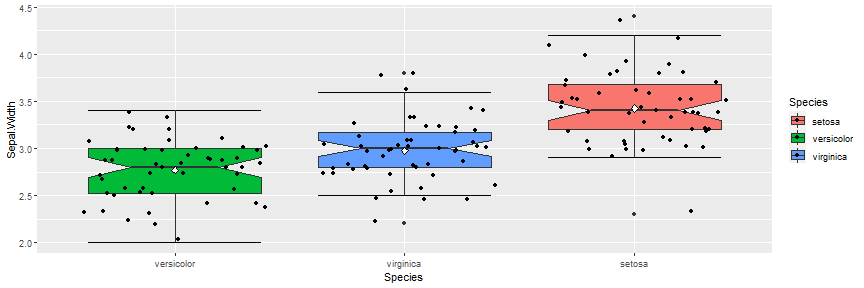 4.5
4.0
3.5
3.0
2.5
2.0
Sepal.Width
versicolor virginica setosa
Species
Species
setosa
versicolor
virginica